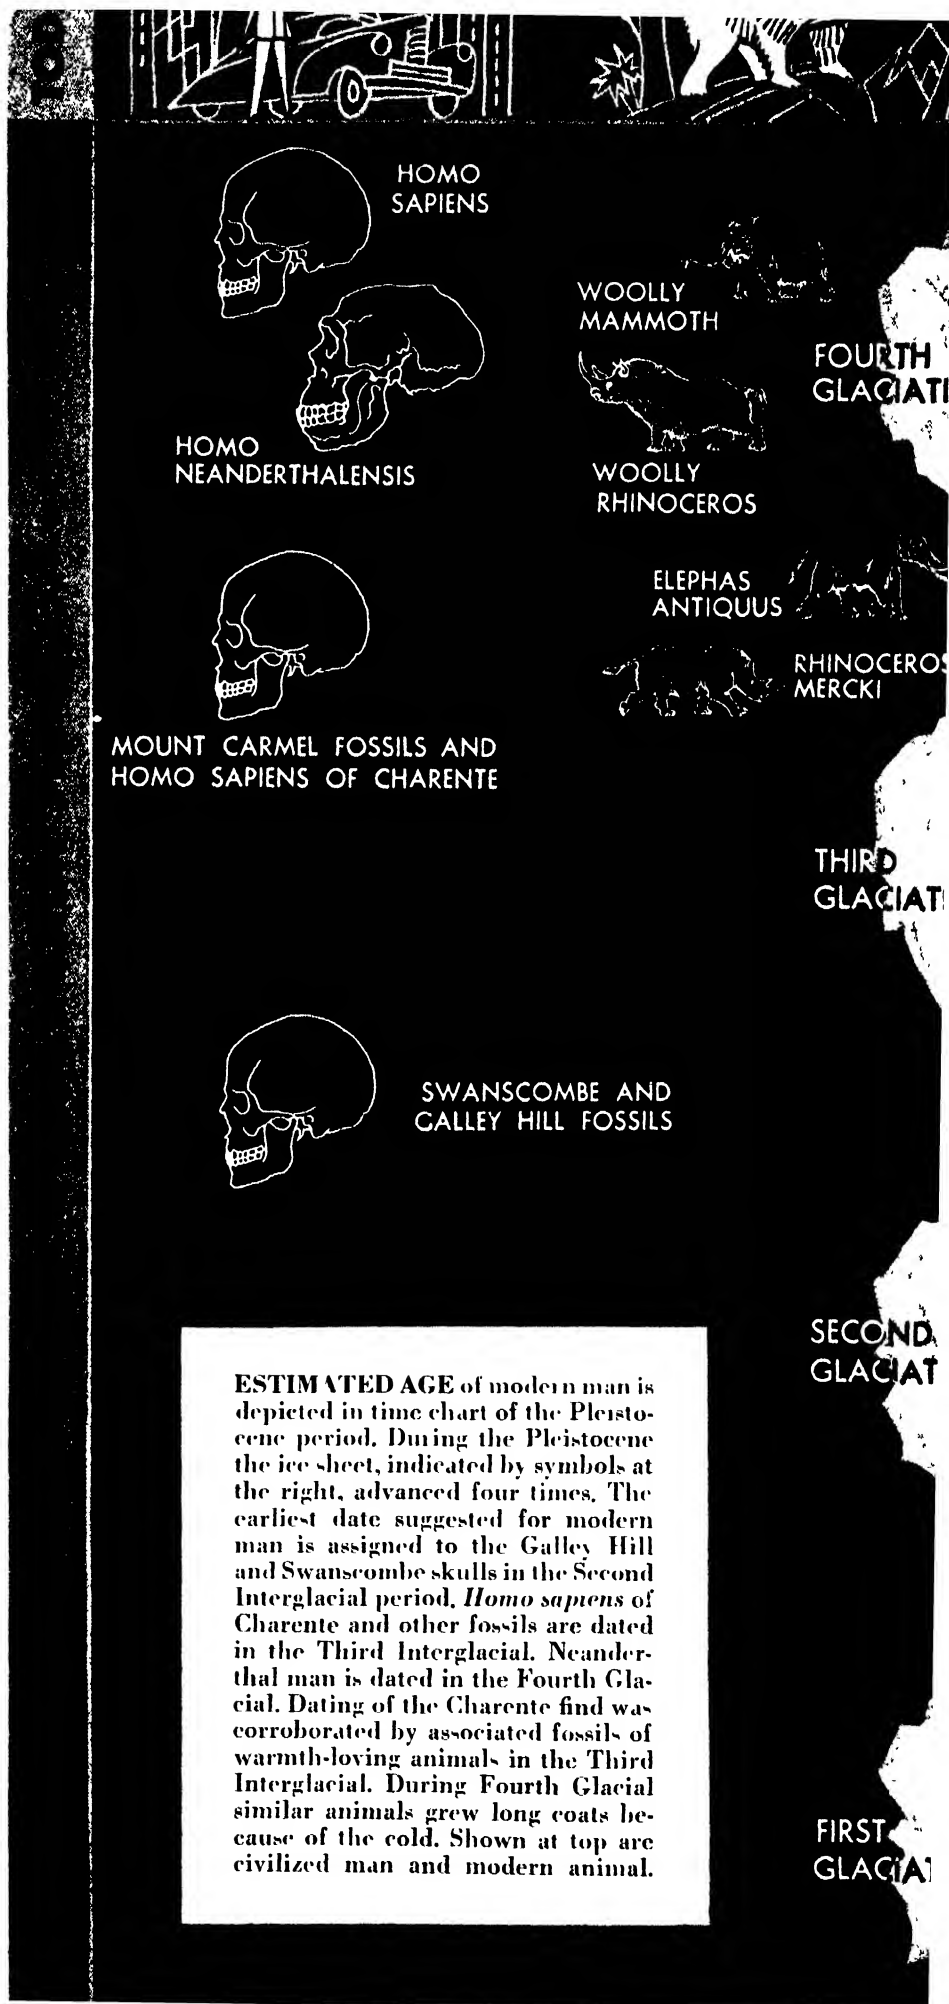 HOMO
SAPIENS
WOOLLY
MAMMOTH
FOURTH
GLACIATI
HOMO
NEANDERTHALENSIS
WOOLLY
RHINOCEROS
ELEPHAS
ANTIQUUS
RHINOCEROS
MERCKI
MOUNT CARMEL FOSSILS AND
HOMO SAPIENS OF CHARENTE
THIRD
GLACIATI
SWANSCOMBE AND
GALLEY HILL FOSSILS
SECOND
GLACIAT
ESTIMATED AGE of modern man is
depicted in time chart of the Pleisto-
cene period. During the Pleistocene
the ice sheet, indicated by symbols at
the right, advanced four times. The
earliest date suggested for modern
man is assigned to the Galley Hill
and Swanscombe skulls in the Second
Interglacial period. Homo sapiens of
Charente and other fossils are dated
in the Third Interglacial. Neander-
thal man is dated in the Fourth Gla-
cial. Dating of the Charente find was
corroborated by associated fossils of
warmth-loving animals in the Third
Interglacial. During Fourth Glacial
similar animals grew long coats be-
cause of the cold. Shown at top are
civilized man and modern animal.
FIRST
GLACIAT